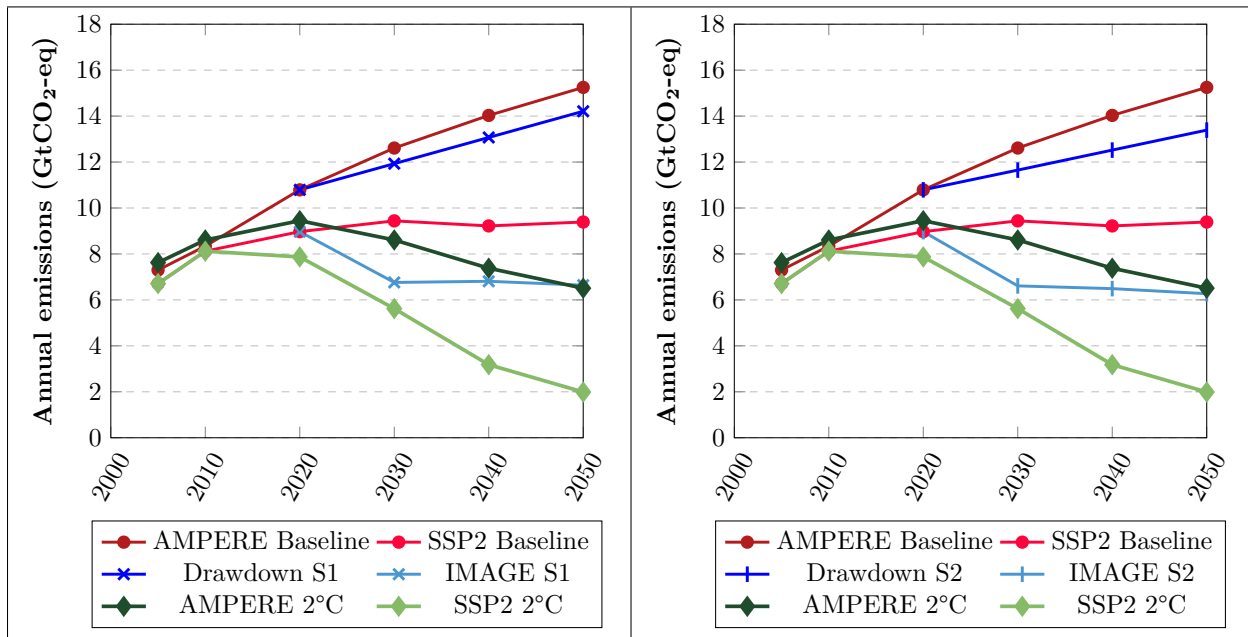 Annual emissions (GtCO₂-eq)
18
16
14
12
10
8
6
4
2
0
2000
2010
2020
2030
2040
2050
AMPERE Baseline
SSP2 Baseline
Drawdown S1
IMAGE S1
AMPERE 2°C
SSP2 2°C
Annual emissions (GtCO₂-eq)
18
16
14
12
10
8
6
4
2
0
2000
2010
2020
2030
2040
2050
AMPERE Baseline
SSP2 Baseline
Drawdown S2
IMAGE S2
AMPERE 2°C
SSP2 2°C